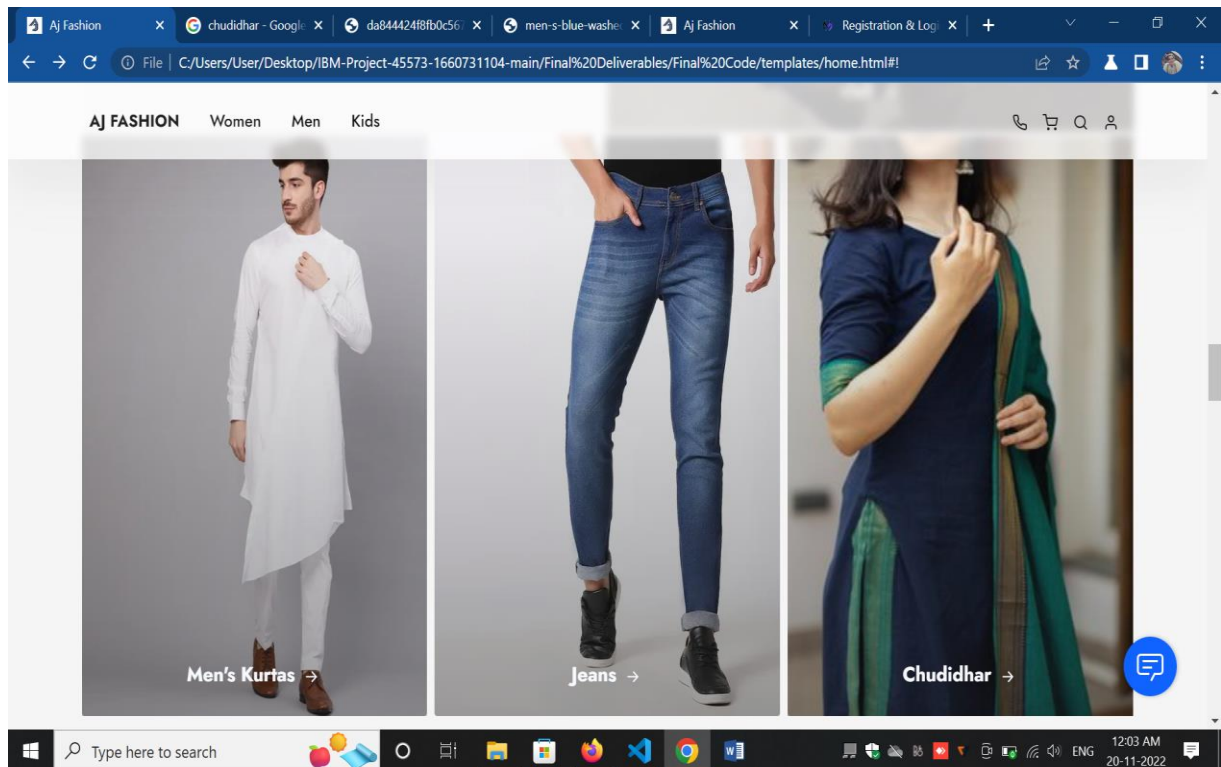 Aj Fashion
chudidhar - Google
da844424f8fb0c567
men-s-blue-washed
Aj Fashion
Registration & Logi
File | C:/Users/User/Desktop/IBM-Project-45573-1660731104-main/Final%20Deliverables/Final%20Code/templates/home.html#!
AJ FASHION Women Men Kids
Men's Kurtas →
Jeans →
Chudidhar →
Type here to search
ENG
12:03 AM
20-11-2022